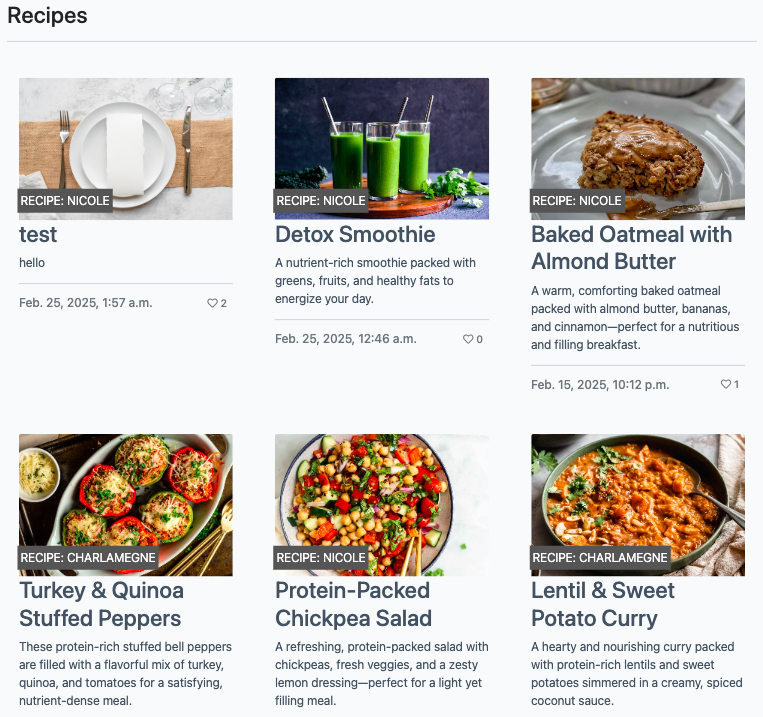 Recipes
RECIPE: NICOLE
test
hello
Feb. 25, 2025, 1:57 a.m.
2
RECIPE: NICOLE
Detox Smoothie
A nutrient-rich smoothie packed with
greens, fruits, and healthy fats to
energize your day.
Feb. 25, 2025, 12:46 a.m.
0
RECIPE: NICOLE
Baked Oatmeal with
Almond Butter
A warm, comforting baked oatmeal
packed with almond butter, bananas,
and cinnamon—perfect for a nutritious
and filling breakfast.
Feb. 15, 2025, 10:12 p.m.
1
RECIPE: CHARLAMEGNE
Turkey & Quinoa
Stuffed Peppers
These protein-rich stuffed bell peppers
are filled with a flavorful mix of turkey,
quinoa, and tomatoes for a satisfying,
nutrient-dense meal.
RECIPE: NICOLE
Protein-Packed
Chickpea Salad
A refreshing, protein-packed salad with
chickpeas, fresh veggies, and a zesty
lemon dressing—perfect for a light yet
filling meal.
RECIPE: CHARLAMEGNE
Lentil & Sweet
Potato Curry
A hearty and nourishing curry packed
with protein-rich lentils and sweet
potatoes simmered in a creamy, spiced
coconut sauce.